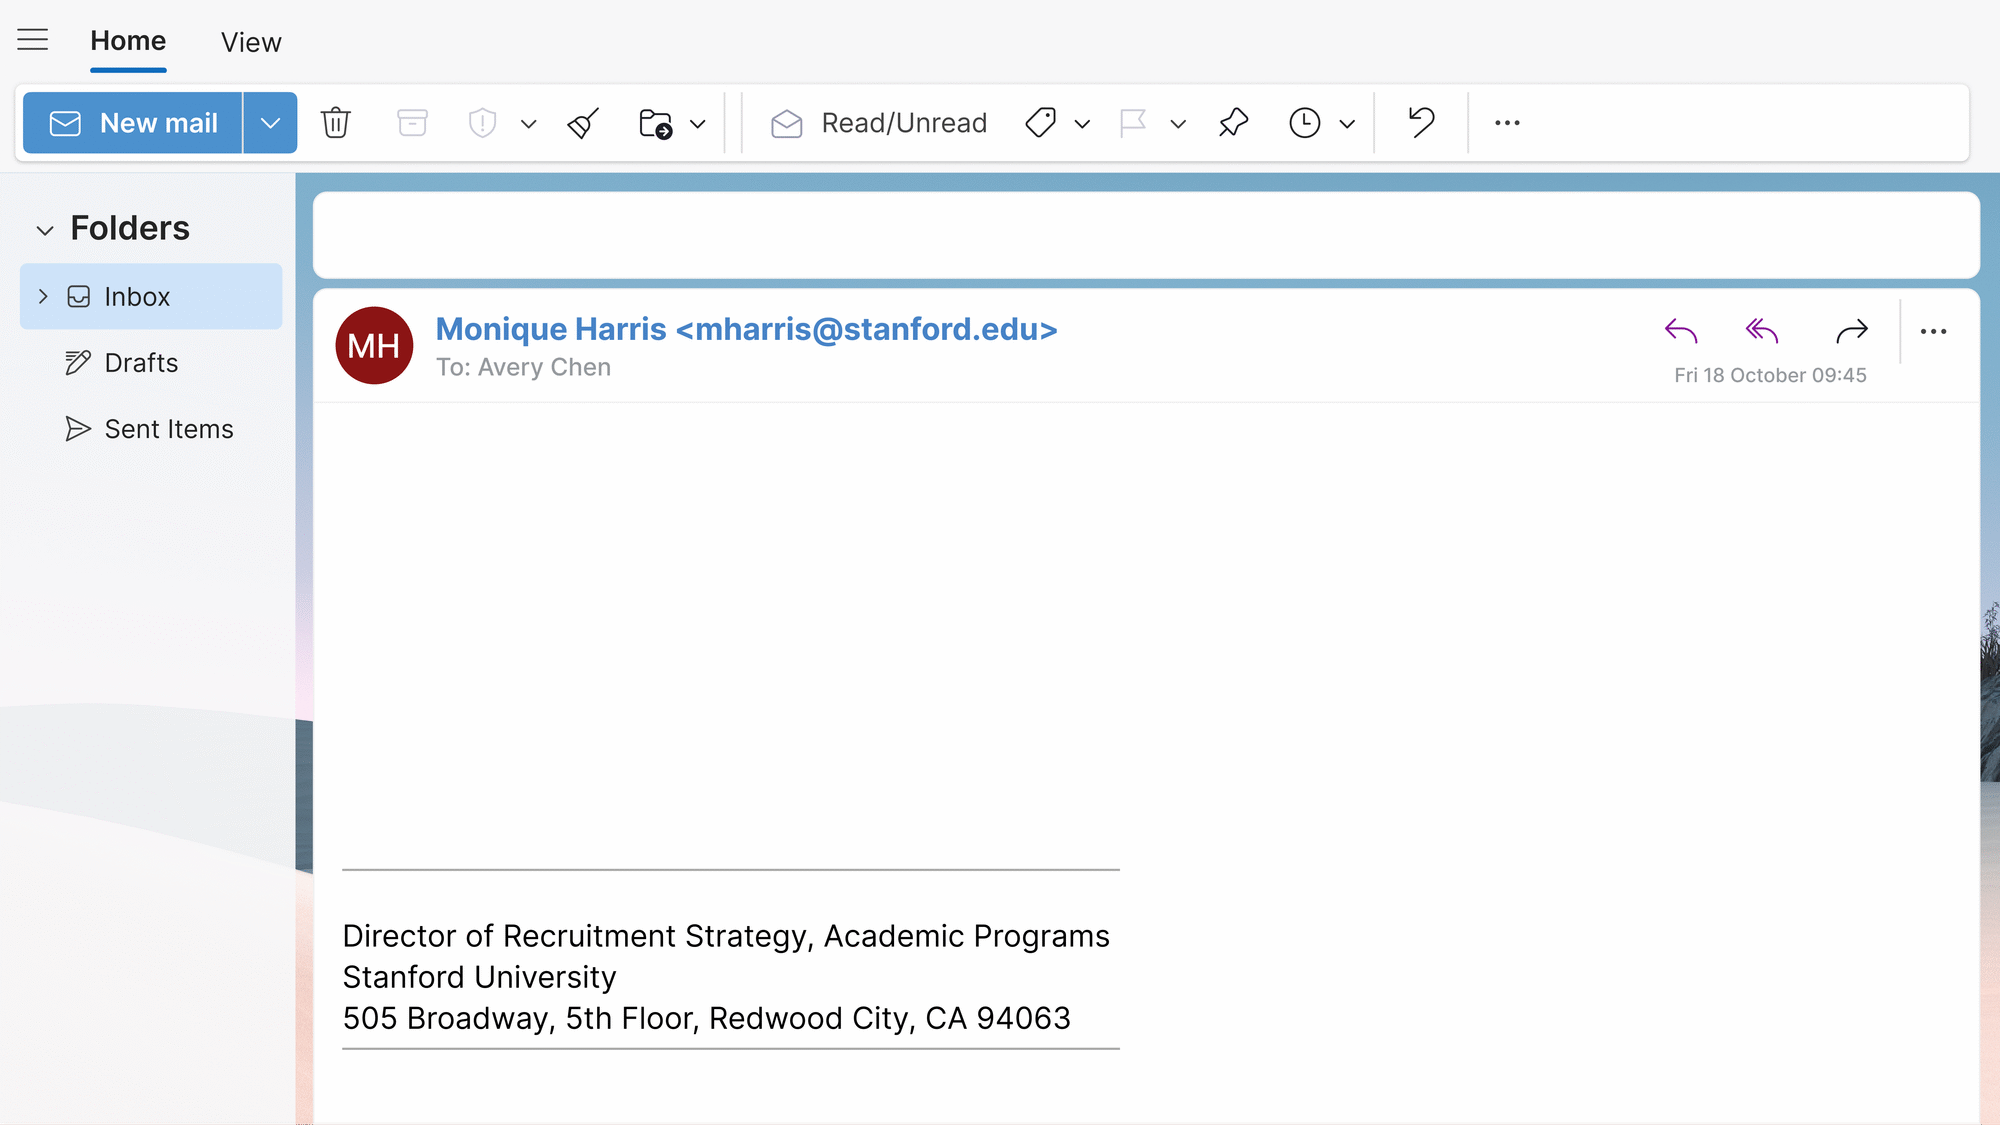 Home View
New mail Read/Unread
Folders
Inbox
Drafts
Sent Items
MH
Monique Harris <mharris@stanford.edu>
To: Avery Chen
Fri 18 October 09:45
Director of Recruitment Strategy, Academic Programs
Stanford University
505 Broadway, 5th Floor, Redwood City, CA 94063